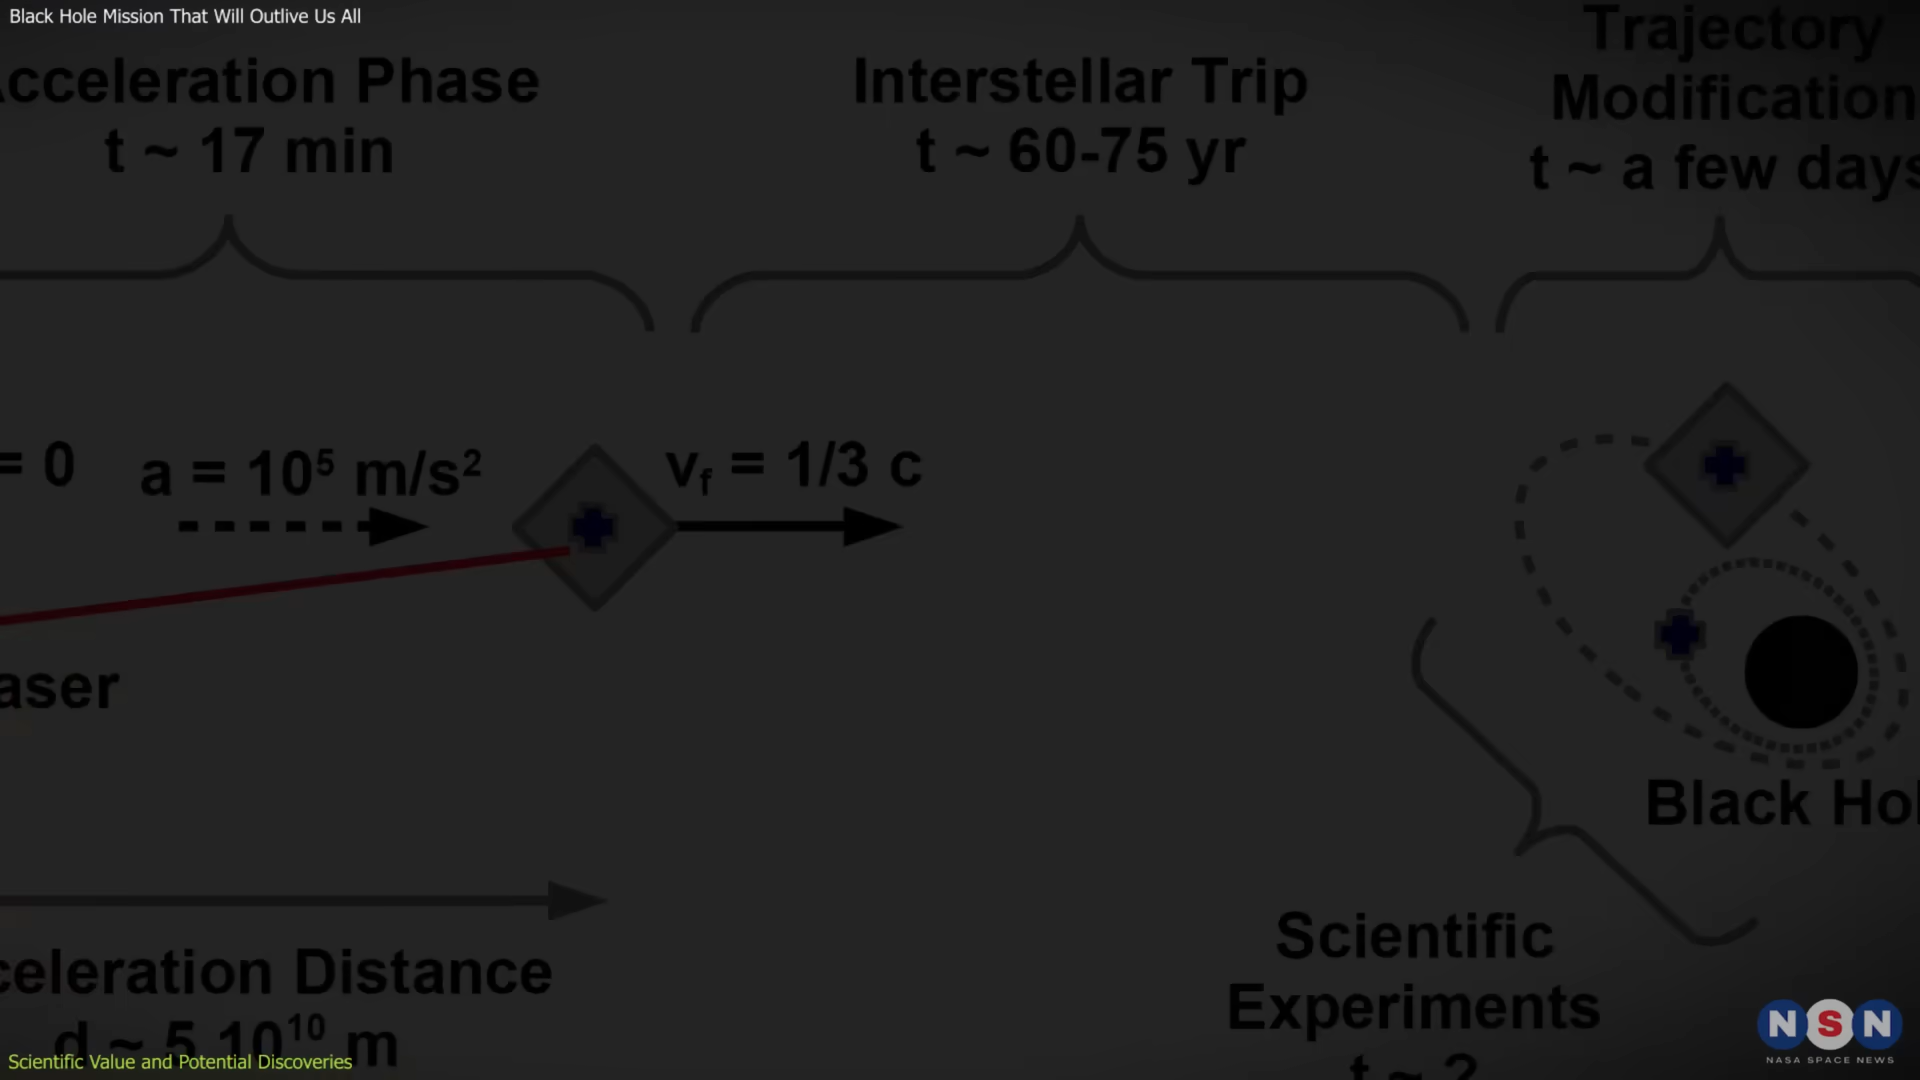 Black Hole Mission That Will Outlive Us All
cceleration Phase
t ~ 17 min
Interstellar Trip
t ~ 60-75 yr
Trajectory
Modification
t ~ a few days
= 0
a = 10⁵ m/s²
v_f = 1/3 c
aser
Black Hol
celeration Distance
d ~ 5 10¹⁰ m
Scientific
Experiments
t ~ ?
Scientific Value and Potential Discoveries
NSN
NASA SPACE NEWS